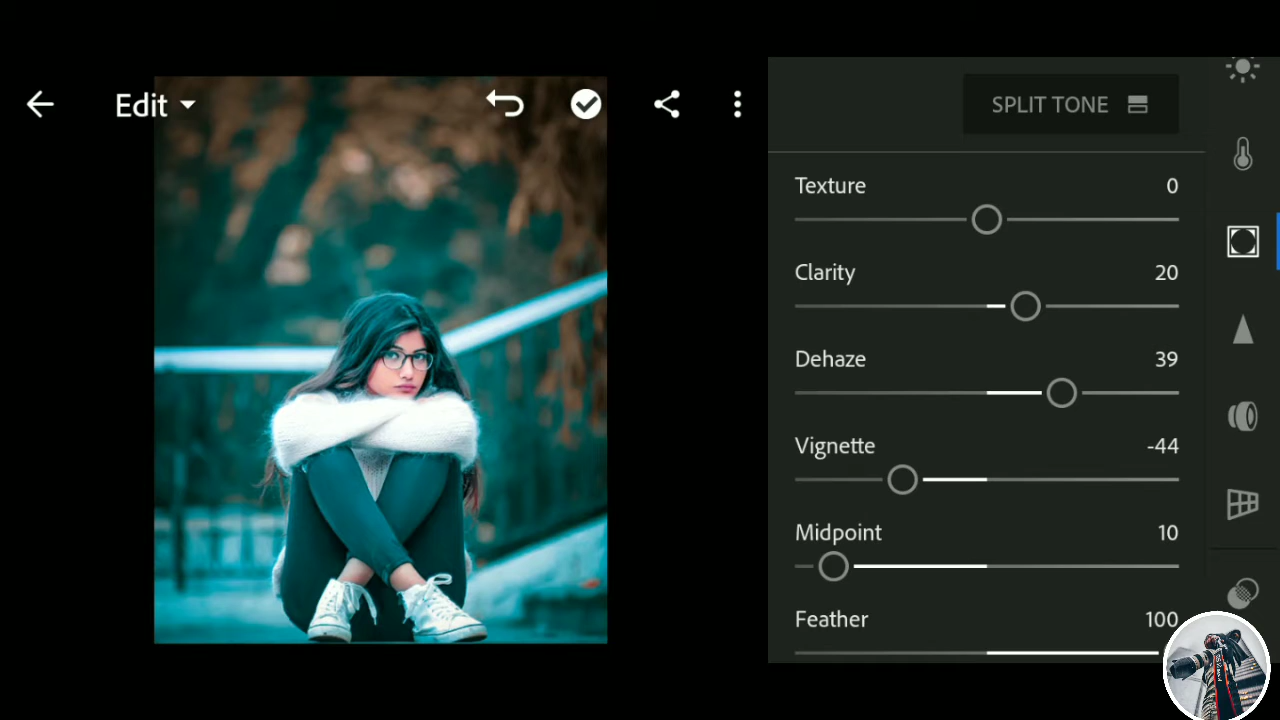 Edit
SPLIT TONE
Texture 0
Clarity 20
Dehaze 39
Vignette -44
Midpoint 10
Feather 100